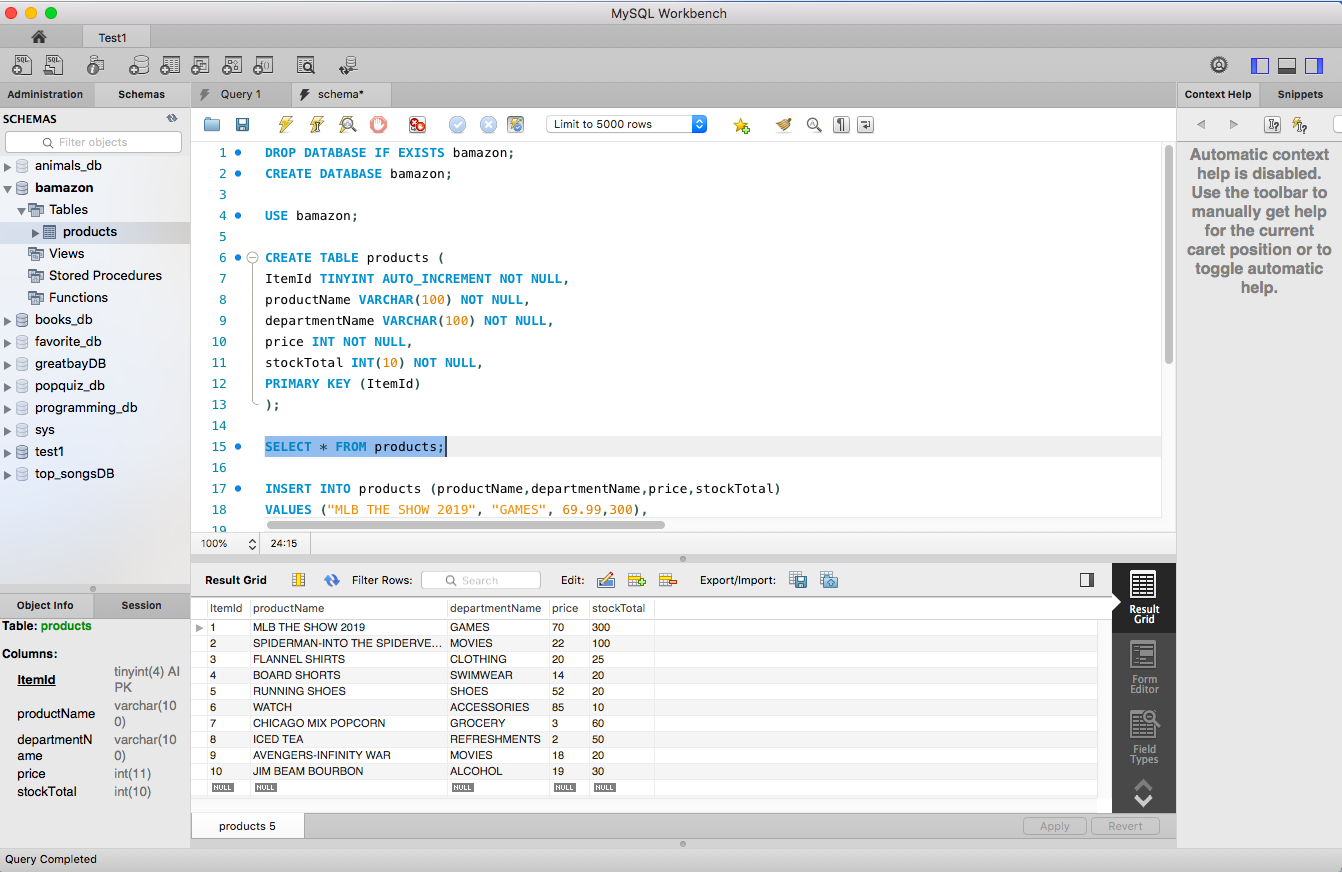 MySQL Workbench
Test1
Administration Schemas
Query 1 schema*
Context Help Snippets
SCHEMAS
Filter objects
animals_db
bamazon
Tables
products
Views
Stored Procedures
Functions
books_db
favorite_db
greatbayDB
popquiz_db
programming_db
sys
test1
top_songsDB
Limit to 5000 rows
1 DROP DATABASE IF EXISTS bamazon;
2 CREATE DATABASE bamazon;
3
4 USE bamazon;
5
6 CREATE TABLE products (
7 ItemId TINYINT AUTO_INCREMENT NOT NULL,
8 productName VARCHAR(100) NOT NULL,
9 departmentName VARCHAR(100) NOT NULL,
10 price INT NOT NULL,
11 stockTotal INT(10) NOT NULL,
12 PRIMARY KEY (ItemId)
13 );
14
15 SELECT * FROM products;
16
17 INSERT INTO products (productName,departmentName,price,stockTotal)
18 VALUES ("MLB THE SHOW 2019", "GAMES", 69.99,300),
19
100% 24:15
Automatic context
help is disabled.
Use the toolbar to
manually get help
for the current
caret position or to
toggle automatic
help.
Object Info Session
Table: products
Columns:
ItemId tinyint(4) AI
PK
productName varchar(10
0)
departmentN varchar(10
ame 0)
price int(11)
stockTotal int(10)
Result Grid Filter Rows: Search Edit: Export/Import:
ItemId productName departmentName price stockTotal
1 MLB THE SHOW 2019 GAMES 70 300
2 SPIDERMAN-INTO THE SPIDERVE... MOVIES 22 100
3 FLANNEL SHIRTS CLOTHING 20 25
4 BOARD SHORTS SWIMWEAR 14 20
5 RUNNING SHOES SHOES 52 20
6 WATCH ACCESSORIES 85 10
7 CHICAGO MIX POPCORN GROCERY 3 60
8 ICED TEA REFRESHMENTS 2 50
9 AVENGERS-INFINITY WAR MOVIES 18 20
10 JIM BEAM BOURBON ALCOHOL 19 30
NULL NULL NULL NULL NULL
Result
Grid
Form
Editor
Field
Types
products 5 Apply Revert
Query Completed